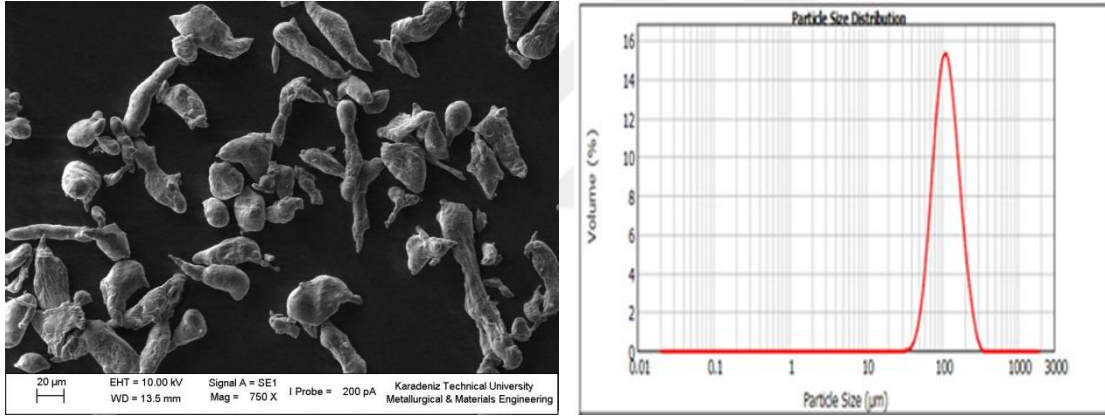 20 µm
EHT = 10.00 kV
WD = 13.5 mm
Signal A = SE1
Mag = 750 X
I Probe = 200 pA
Karadeniz Technical University
Metallurgical & Materials Engineering
Particle Size Distribution
Volume (%)
16
14
12
10
8
6
4
2
0
0.01 0.1 1 10 100 1000 3000
Particle Size (µm)